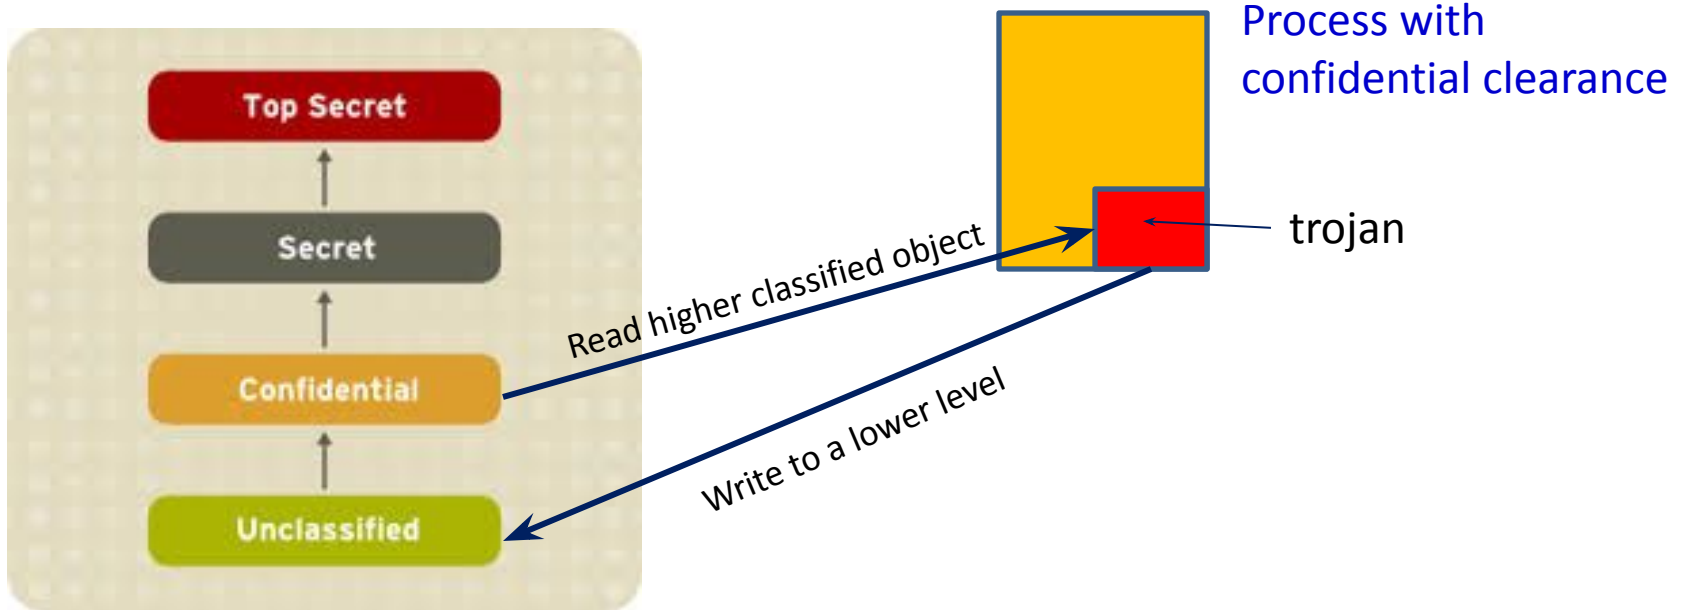 Top Secret
Secret
Confidential
Unclassified
Process with
confidential clearance
trojan
Read higher classified object
Write to a lower level